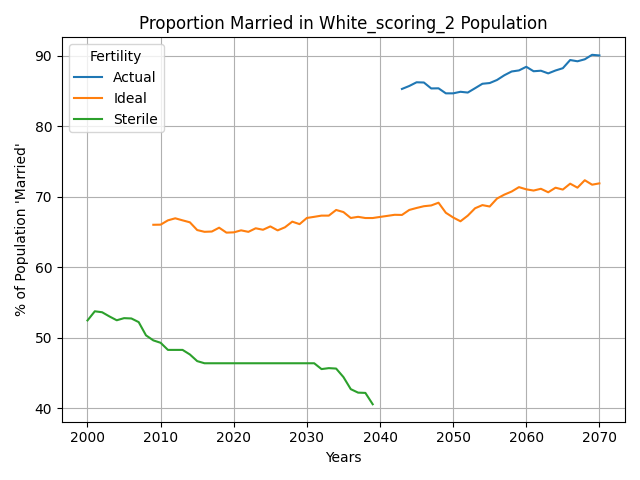 Proportion Married in White_scoring_2 Population
% of Population 'Married'
90
80
70
60
50
40
Fertility
Actual
Ideal
Sterile
2000 2010 2020 2030 2040 2050 2060 2070
Years